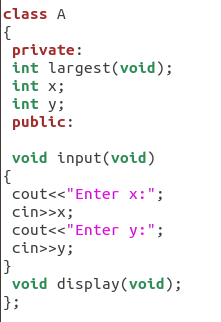 class A
{
private:
int largest(void);
int x;
int y;
public:
void input(void)
{
cout<<"Enter x:";
cin>>x;
cout<<"Enter y:";
cin>>y;
}
void display(void);
};